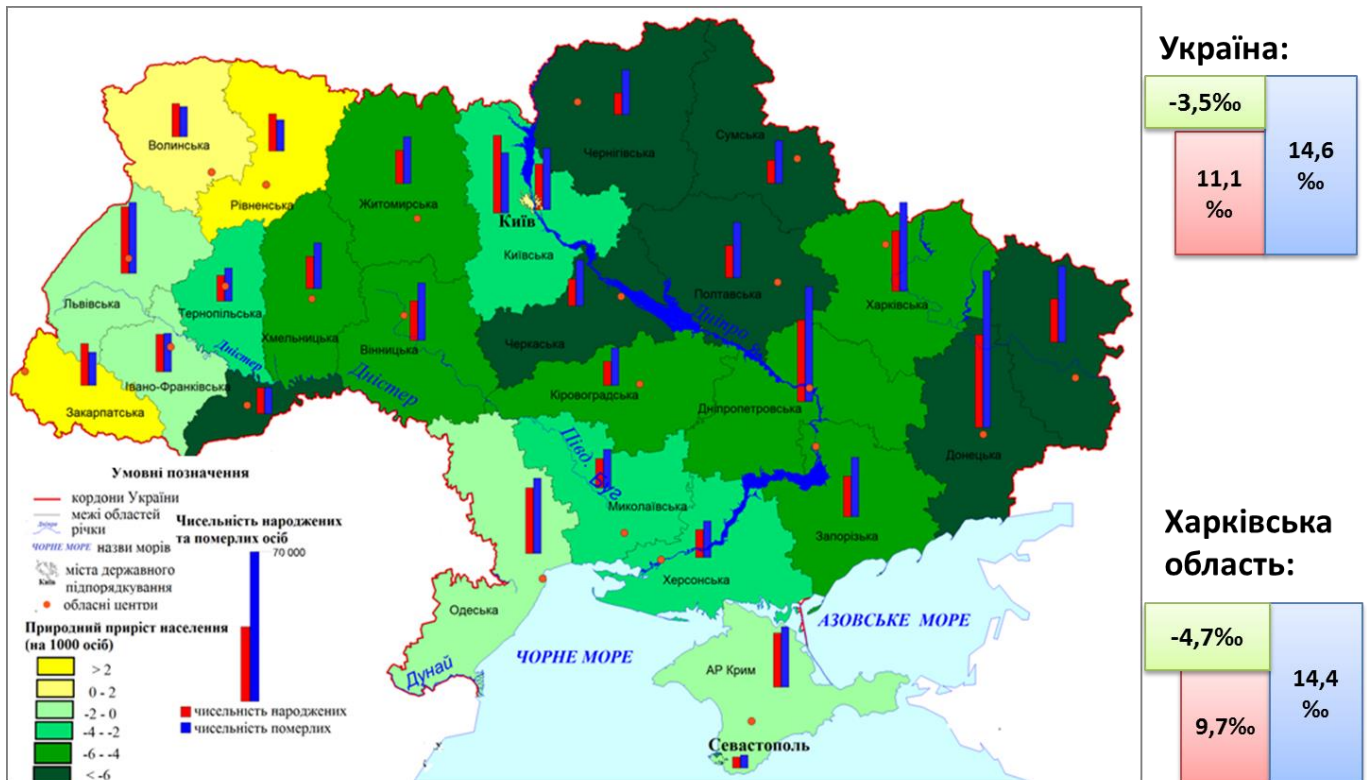 Волинська
Рівненська
Житомирська
Київ
Київська
Чернігівська
Сумська
Львівська
Тернопільська
Хмельницька
Вінницька
Черкаська
Полтавська
Харківська
Дніпро
Дністер
Дністер
Івано-Франківська
Закарпатська
Кіровоградська
Дніпропетровська
Донецька
Півд. Буг
Миколаївська
Запорізька
Херсонська
Одеська
Дунай
ЧОРНЕ МОРЕ
АЗОВСЬКЕ МОРЕ
АР Крим
Севастополь
Умовні позначення
кордони України
межі областей
річки
ЧОРНЕ МОРЕ назви морів
Київ
міста державного
підпорядкування
обласні центри
Чисельність народжених
та померлих осіб
70 000
чисельність народжених
чисельність померлих
Природний приріст населення
(на 1000 осіб)
> 2
0 - 2
-2 - 0
-4 - -2
-6 - -4
< -6
Україна:
-3,5‰
11,1
‰
14,6
‰
Харківська
область:
-4,7‰
9,7‰
14,4
‰